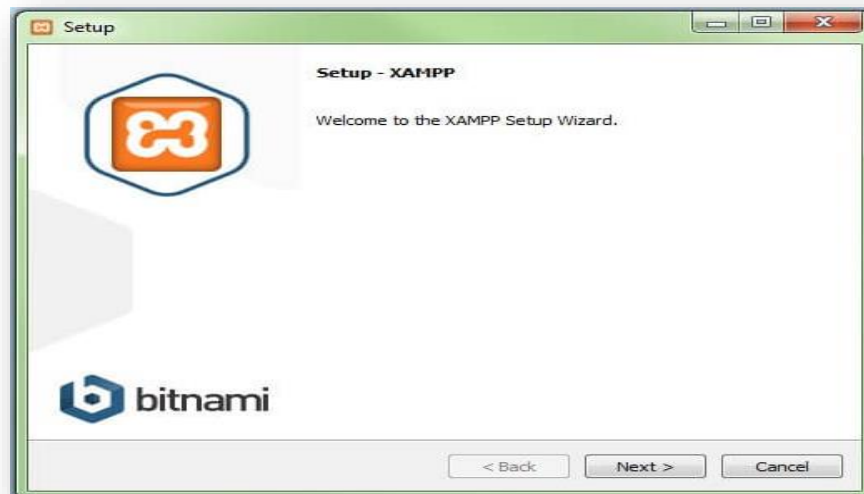 Setup
Setup - XAMPP
Welcome to the XAMPP Setup Wizard.
bitnami
< Back
Next >
Cancel